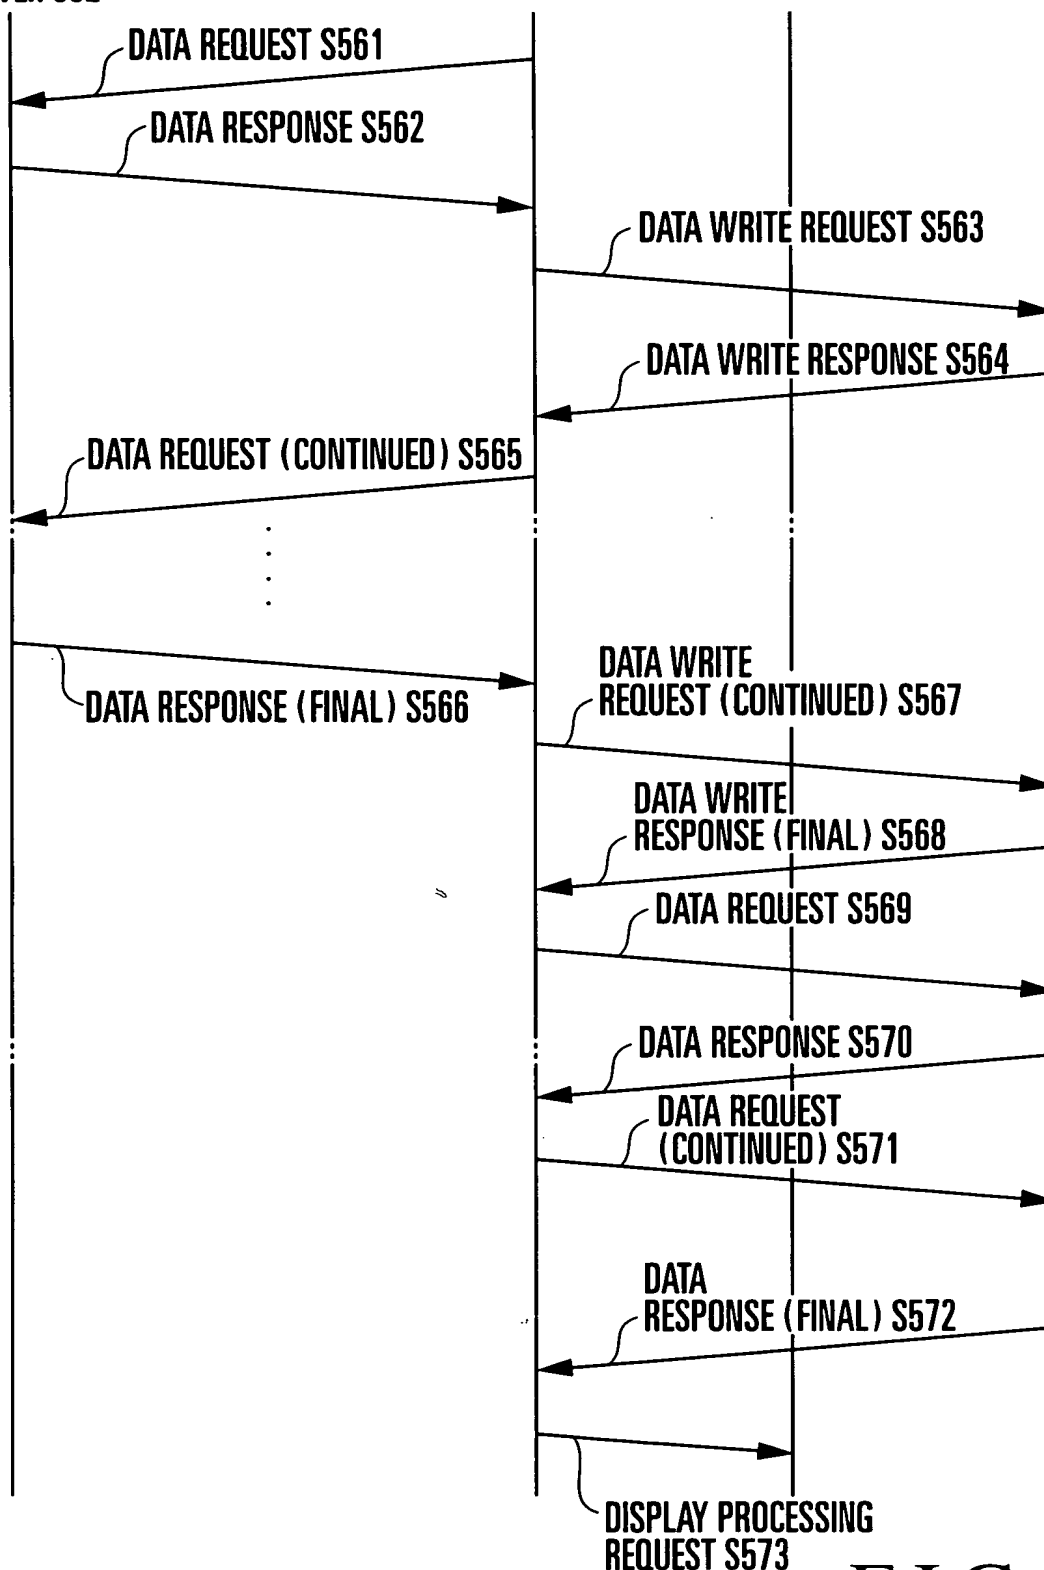 DATA REQUEST S561
DATA RESPONSE S562
DATA WRITE REQUEST S563
DATA WRITE RESPONSE S564
DATA REQUEST (CONTINUED) S565
DATA WRITE
REQUEST (CONTINUED) S567
DATA RESPONSE (FINAL) S566
DATA WRITE
RESPONSE (FINAL) S568
DATA REQUEST S569
DATA RESPONSE S570
DATA REQUEST
(CONTINUED) S571
DATA
RESPONSE (FINAL) S572
DISPLAY PROCESSING
REQUEST S573